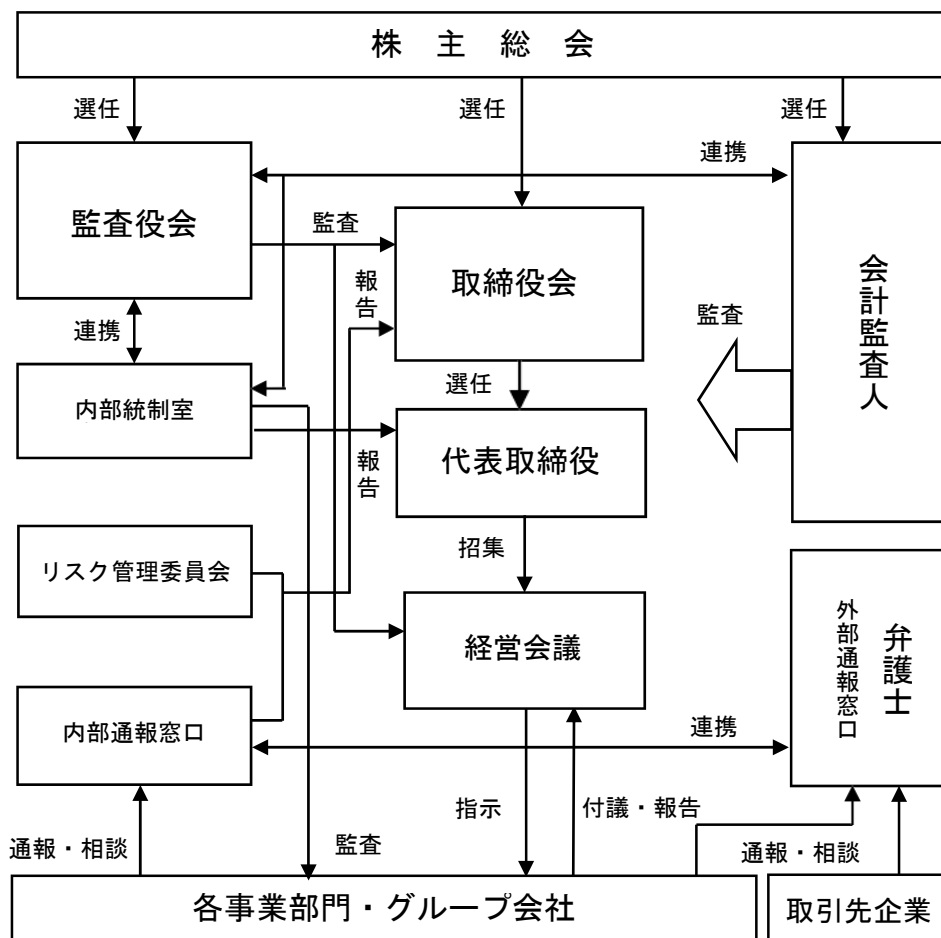 株 主 総 会
選任
選任
選任
連携
監査役会
監査
取締役会
会計監査人
報告
監査
連携
選任
内部統制室
代表取締役
報告
招集
リスク管理委員会
経営会議
弁護士
外部通報窓口
内部通報窓口
連携
指示
付議・報告
通報・相談
監査
通報・相談
各事業部門・グループ会社
取引先企業